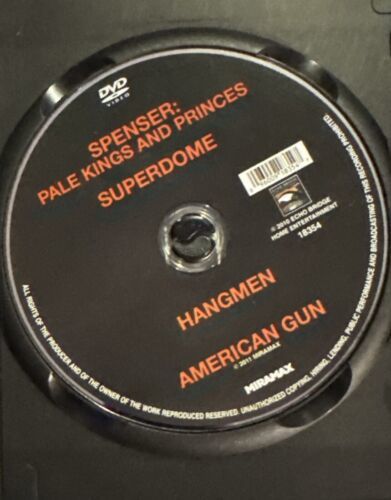 DVD
VIDEO
SPENSER:
PALE KINGS AND PRINCES
SUPERDOME
© 2010 ECHO BRIDGE
HOME ENTERTAINMENT
18354
HANGMEN
AMERICAN GUN
© 2011 MIRAMAX
MIRAMAX
ALL RIGHTS OF THE PRODUCER AND OF THE OWNER OF THE WORK REPRODUCED RESERVED. UNAUTHORIZED COPYING, HIRING, LENDING, PUBLIC PERFORMANCE AND BROADCASTING OF THIS RECORDING PROHIBITED.